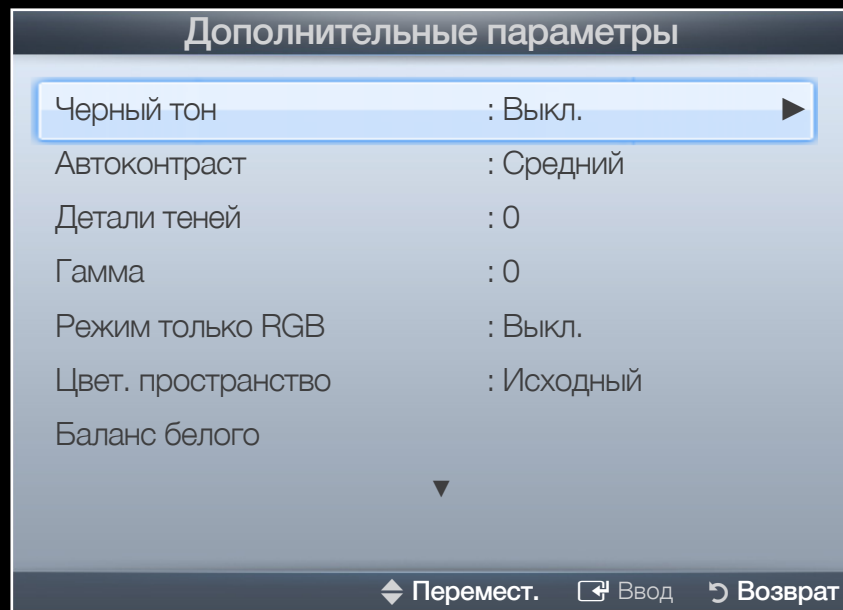 Дополнительные параметры
Черный тон : Выкл. ►
Автоконтраст : Средний
Детали теней : 0
Гамма : 0
Режим только RGB : Выкл.
Цвет. пространство : Исходный
Баланс белого
▼
Перемест. Ввод Возврат